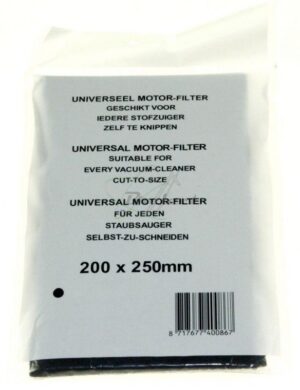 UNIVERSEEL MOTOR-FILTER
GESCHIKT VOOR
IEDERE STOFZUIGER
ZELF TE KNIPPEN
UNIVERSAL MOTOR-FILTER
SUITABLE FOR
EVERY VACUUM-CLEANER
CUT-TO-SIZE
UNIVERSAL MOTOR-FILTER
FÜR JEDEN
STAUBSAUGER
SELBST-ZU-SCHNEIDEN
200 x 250mm
8 717677 400867